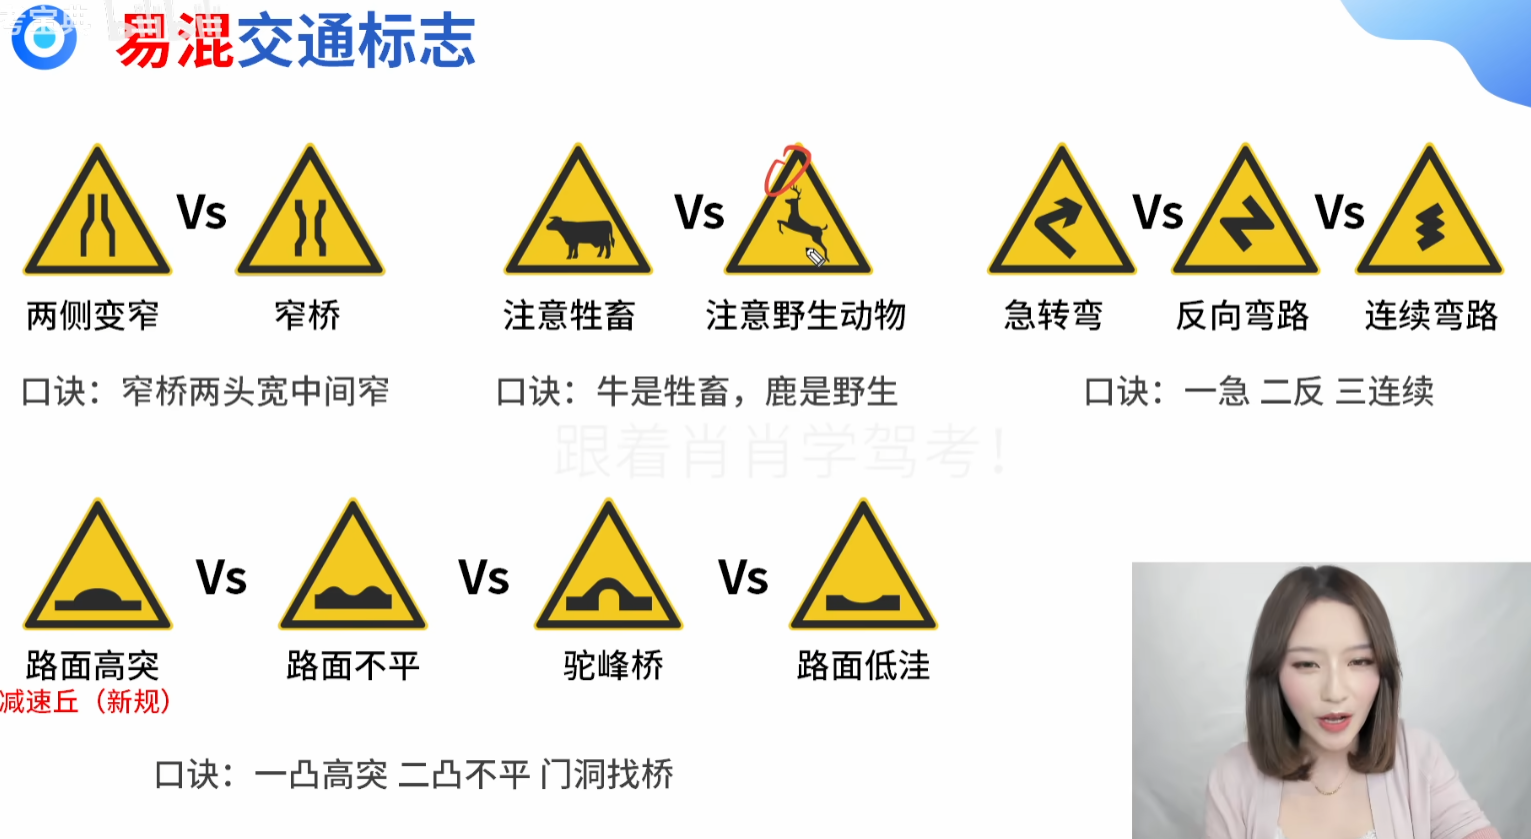 考宝典
易混交通标志
Vs
Vs
Vs
Vs
两侧变窄
窄桥
注意牲畜
注意野生动物
急转弯
反向弯路
连续弯路
口诀：窄桥两头宽中间窄
口诀：牛是牲畜，鹿是野生
口诀：一急 二反 三连续
跟着肖肖学驾考！
Vs
Vs
Vs
路面高突
路面不平
驼峰桥
路面低洼
减速丘（新规）
口诀：一凸高突 二凸不平 门洞找桥